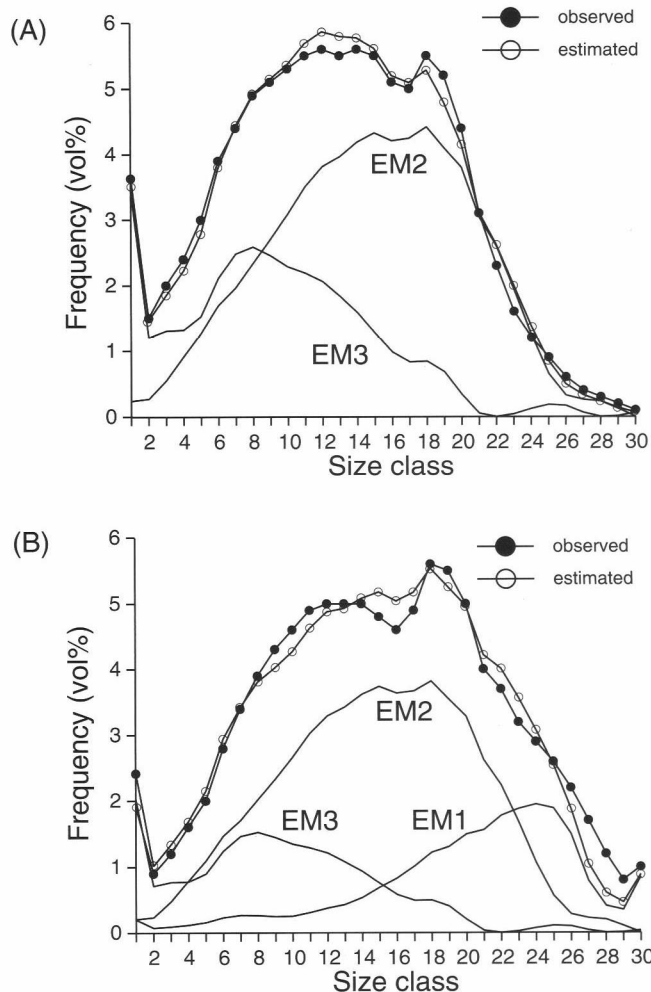 (A)
observed
estimated
Frequency (vol%)
6
5
4
3
2
1
0
EM2
EM3
2 4 6 8 10 11 12 14 16 18 20 22 24 26 28 30
Size class
(B)
observed
estimated
Frequency (vol%)
6
5
4
3
2
1
0
EM2
EM3
EM1
2 4 6 8 10 12 14 16 18 20 22 24 26 28 30
Size class